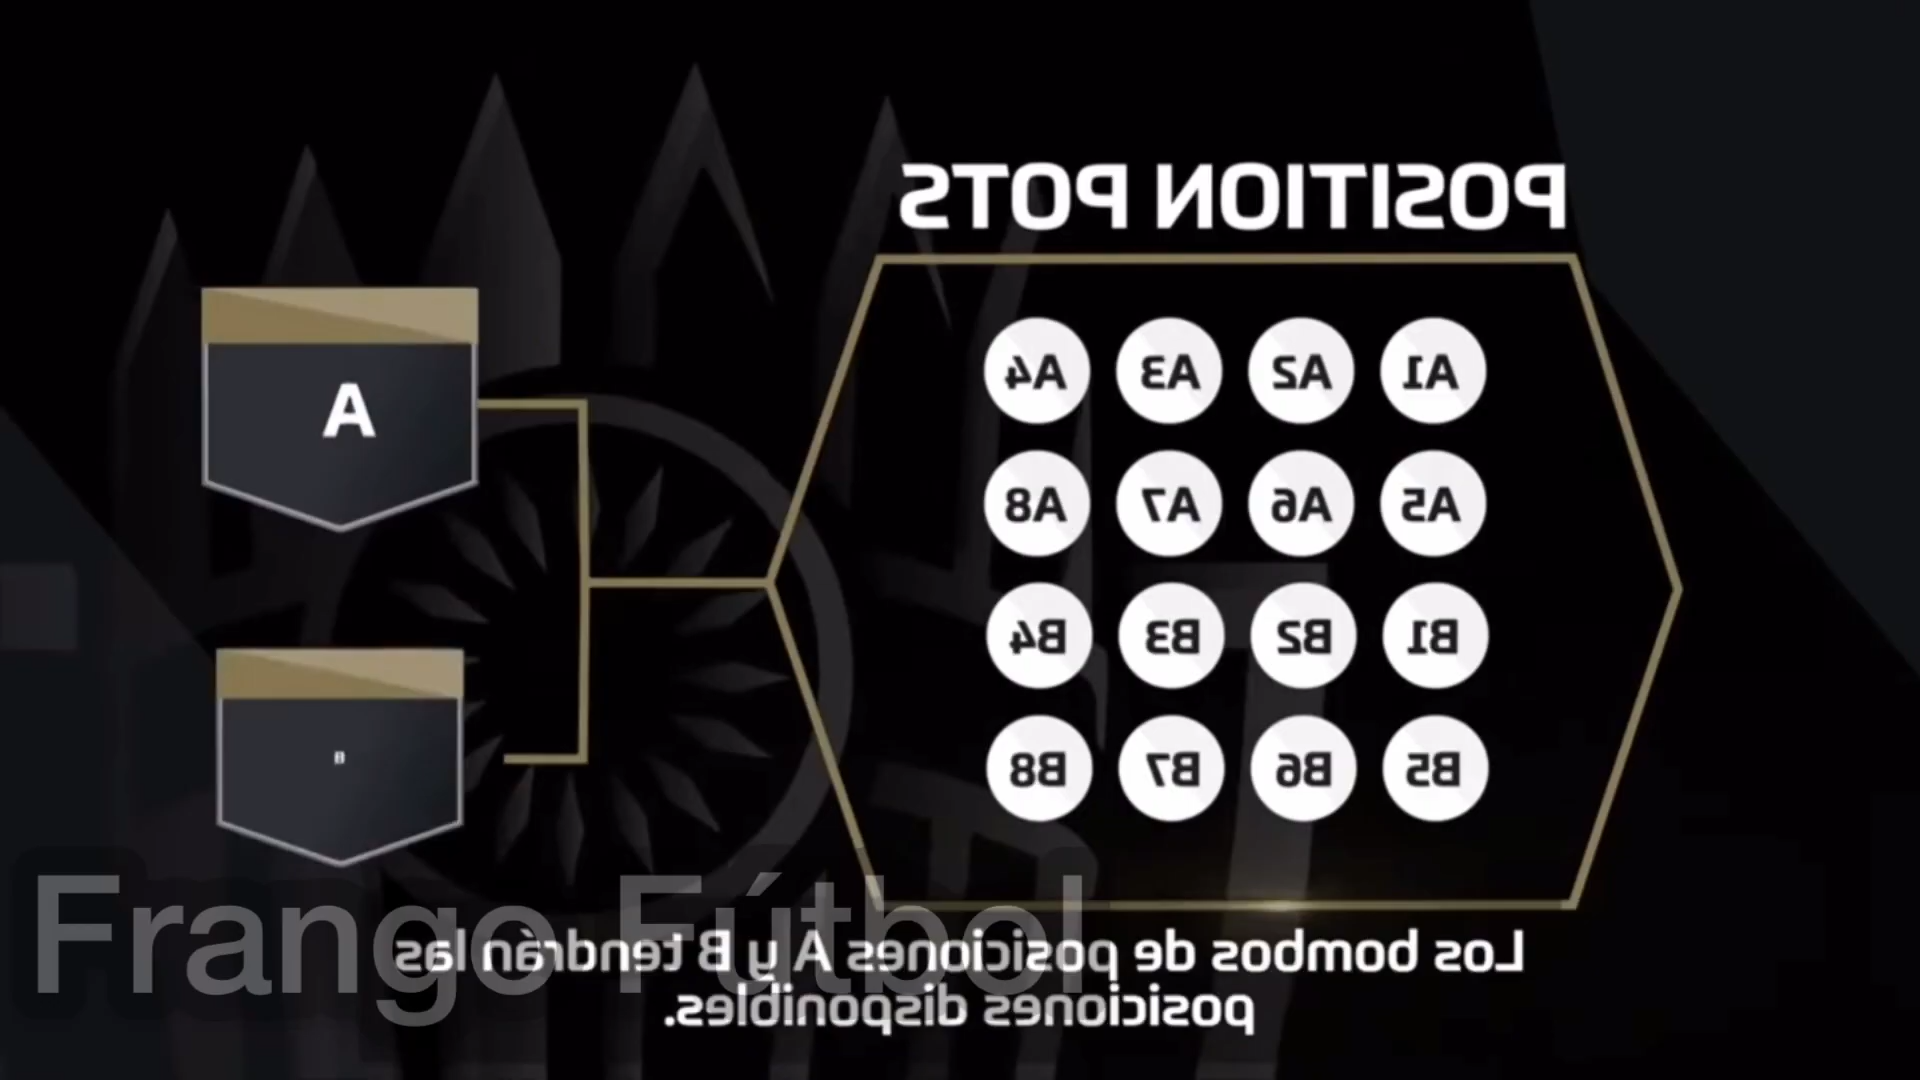 POSITION POTS
A1 A2 A3 A4
A5 A6 A7 A8
B1 B2 B3 B4
B5 B6 B7 B8
A
B
Los bombos de posiciones A y B tendrán las
posiciones disponibles.
Frango Fútbol